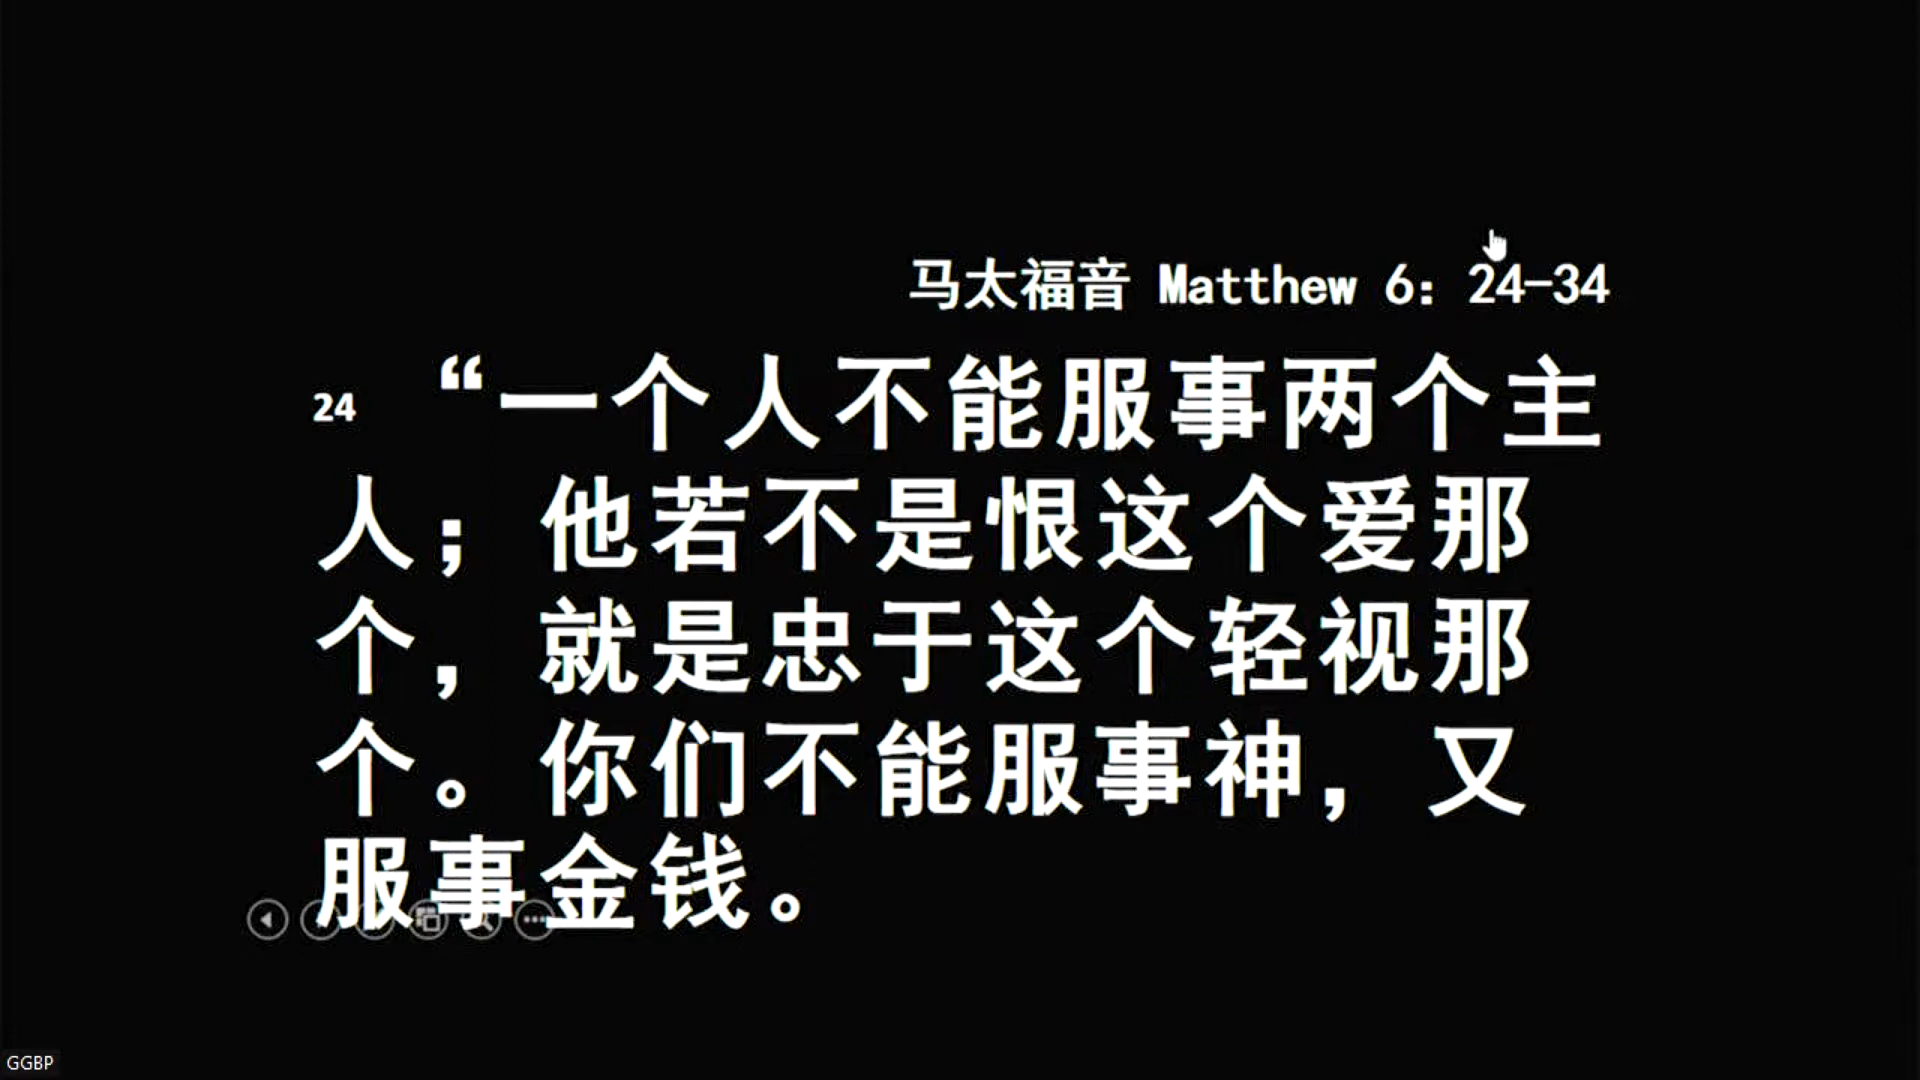 马太福音 Matthew 6：24-34
24 “一个人不能服事两个主
人；他若不是恨这个爱那
个，就是忠于这个轻视那
个。你们不能服事神，又
服事金钱。
GGBP